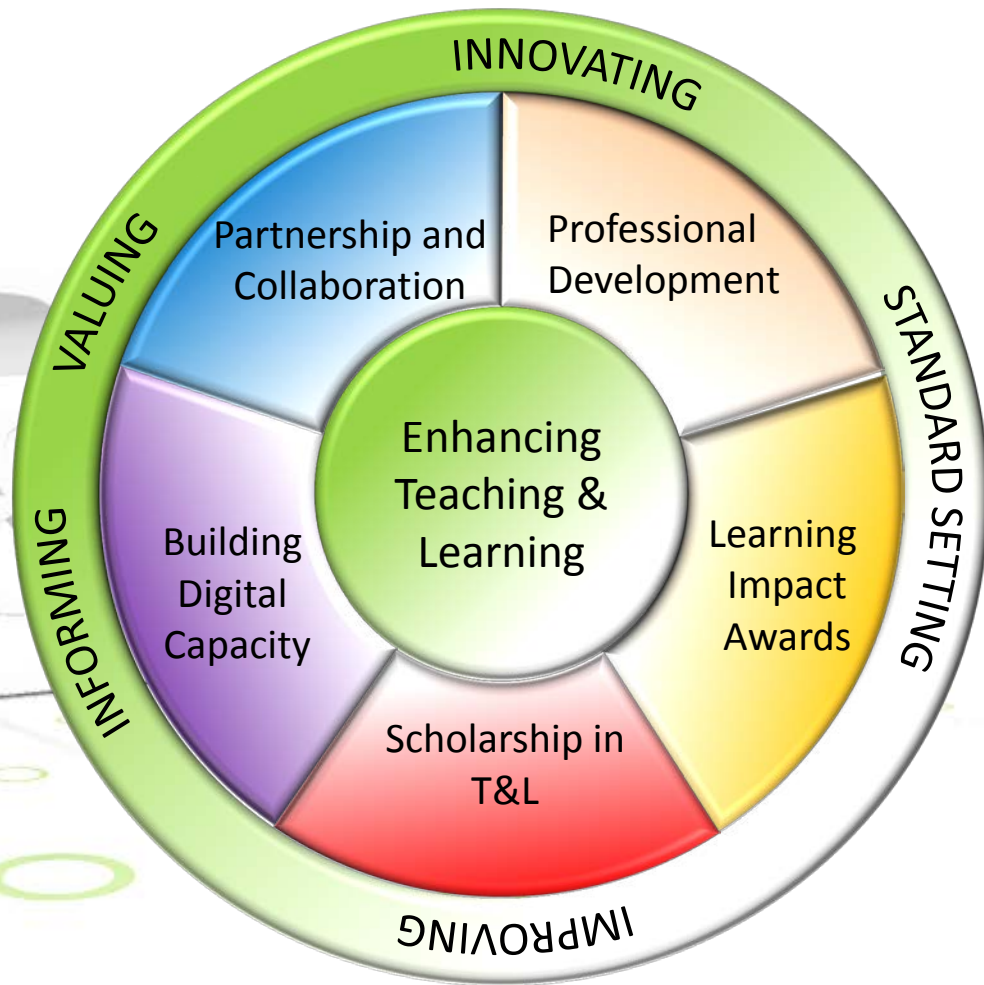 INNOVATING
STANDARD SETTING
IMPROVING
INFORMING
VALUING
Partnership and
Collaboration
Professional
Development
Learning
Impact
Awards
Scholarship in
T&L
Building
Digital
Capacity
Enhancing
Teaching &
Learning